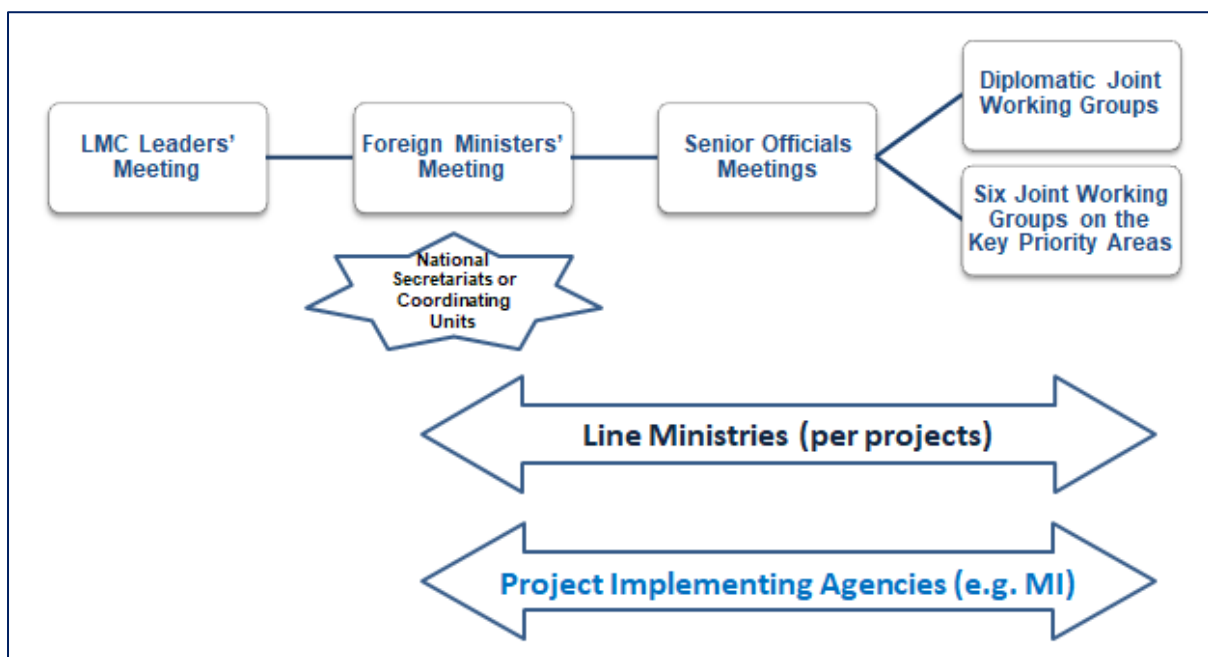 LMC Leaders’
Meeting
Foreign Ministers’
Meeting
Senior Officials
Meetings
Diplomatic Joint
Working Groups
Six Joint Working
Groups on the
Key Priority Areas
National
Secretariats or
Coordinating
Units
Line Ministries (per projects)
Project Implementing Agencies (e.g. MI)